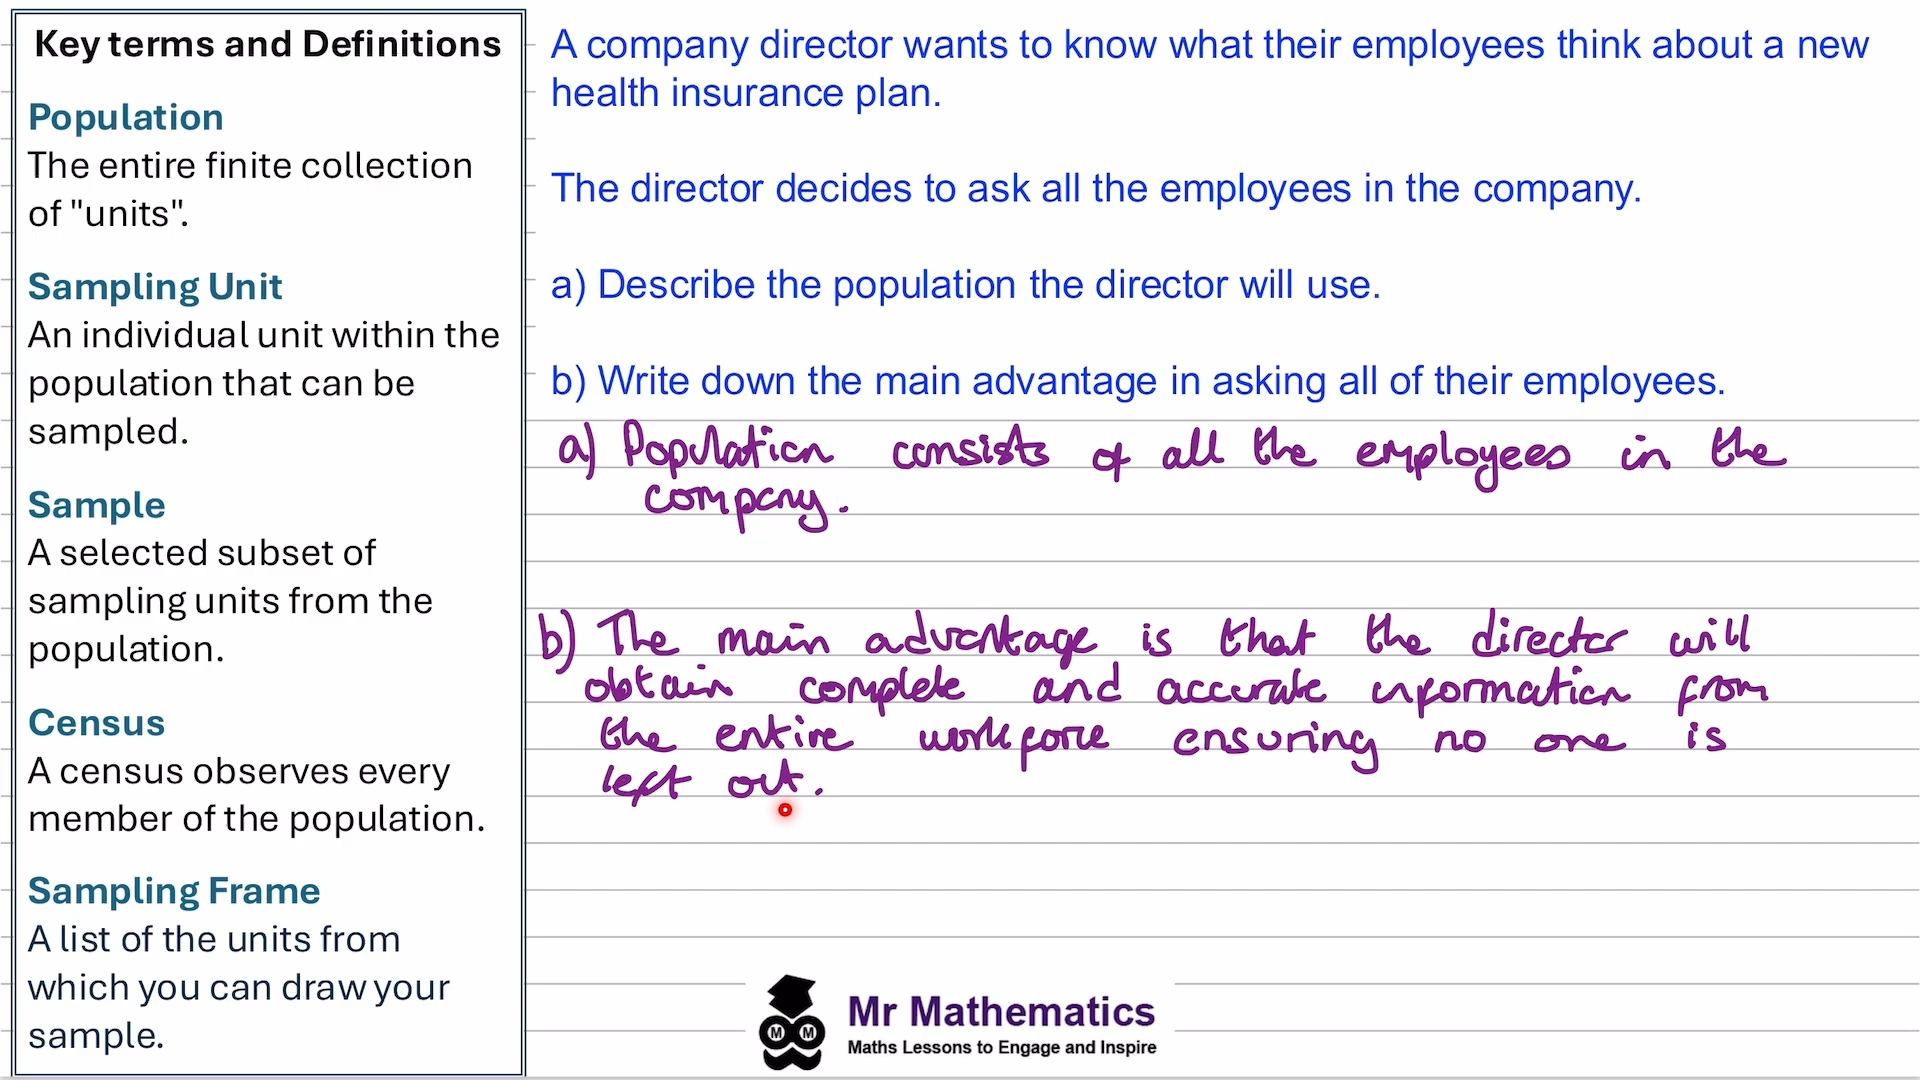 Key terms and Definitions
Population
The entire finite collection
of "units".
Sampling Unit
An individual unit within the
population that can be
sampled.
Sample
A selected subset of
sampling units from the
population.
Census
A census observes every
member of the population.
Sampling Frame
A list of the units from
which you can draw your
sample.
A company director wants to know what their employees think about a new
health insurance plan.
The director decides to ask all the employees in the company.
a) Describe the population the director will use.
b) Write down the main advantage in asking all of their employees.
a) Population consists of all the employees in the
company.
b) The main advantage is that the director will
obtain complete and accurate information from
the entire workforce ensuring no one is
left out.
M M
Mr Mathematics
Maths Lessons to Engage and Inspire